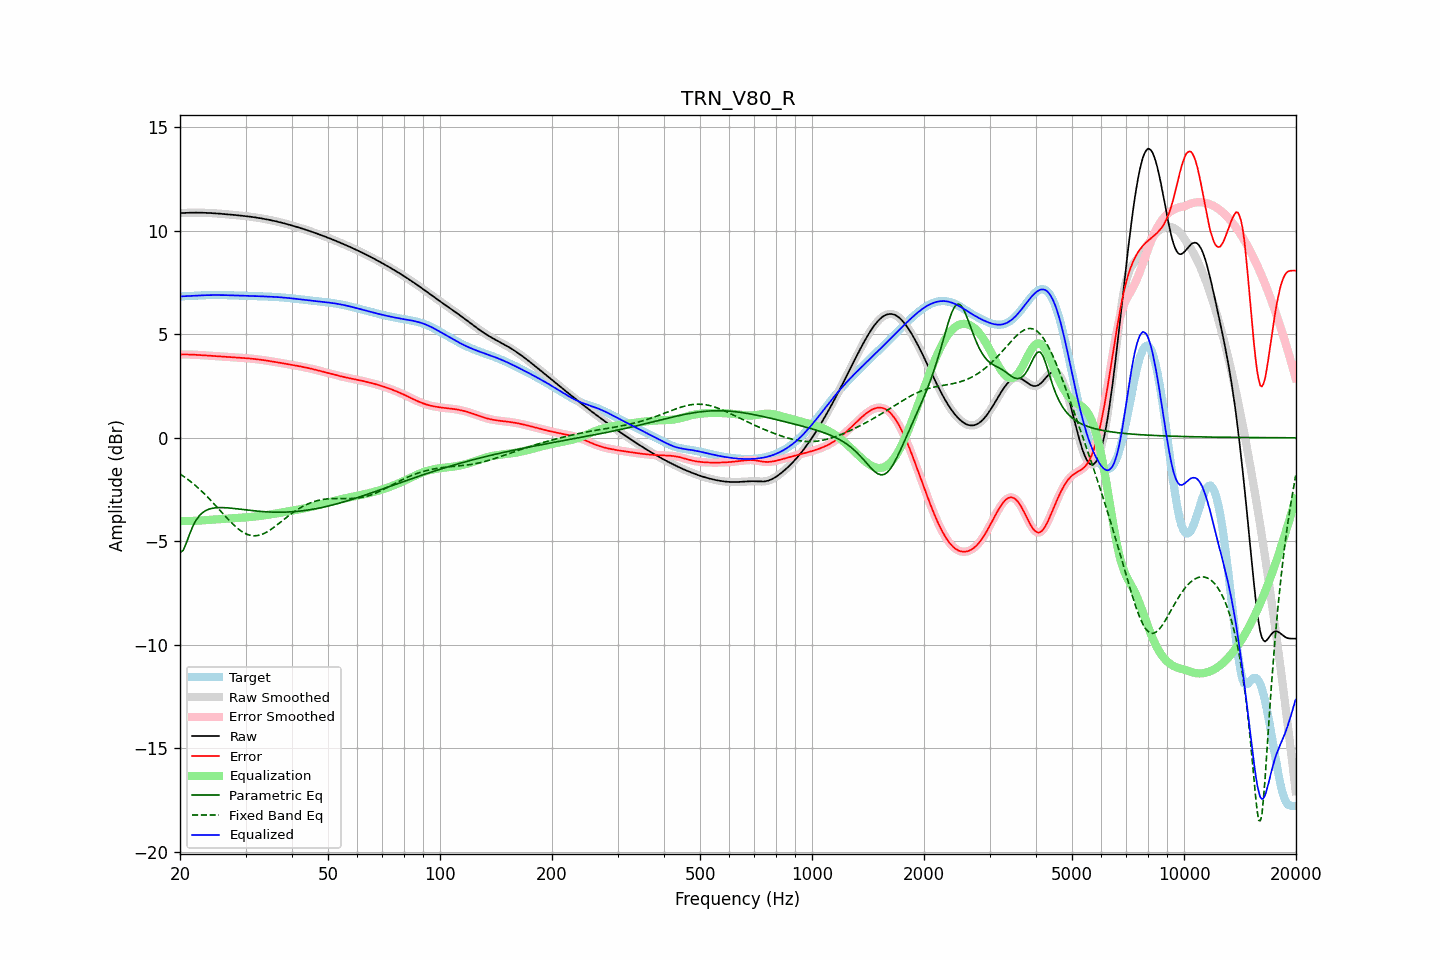 TRN_V80_R
Amplitude (dBr)
15
10
5
0
−5
−10
−15
−20
Target
Raw Smoothed
Error Smoothed
Raw
Error
Equalization
Parametric Eq
Fixed Band Eq
Equalized
20 50 100 200 500 1000 2000 5000 10000 20000
Frequency (Hz)